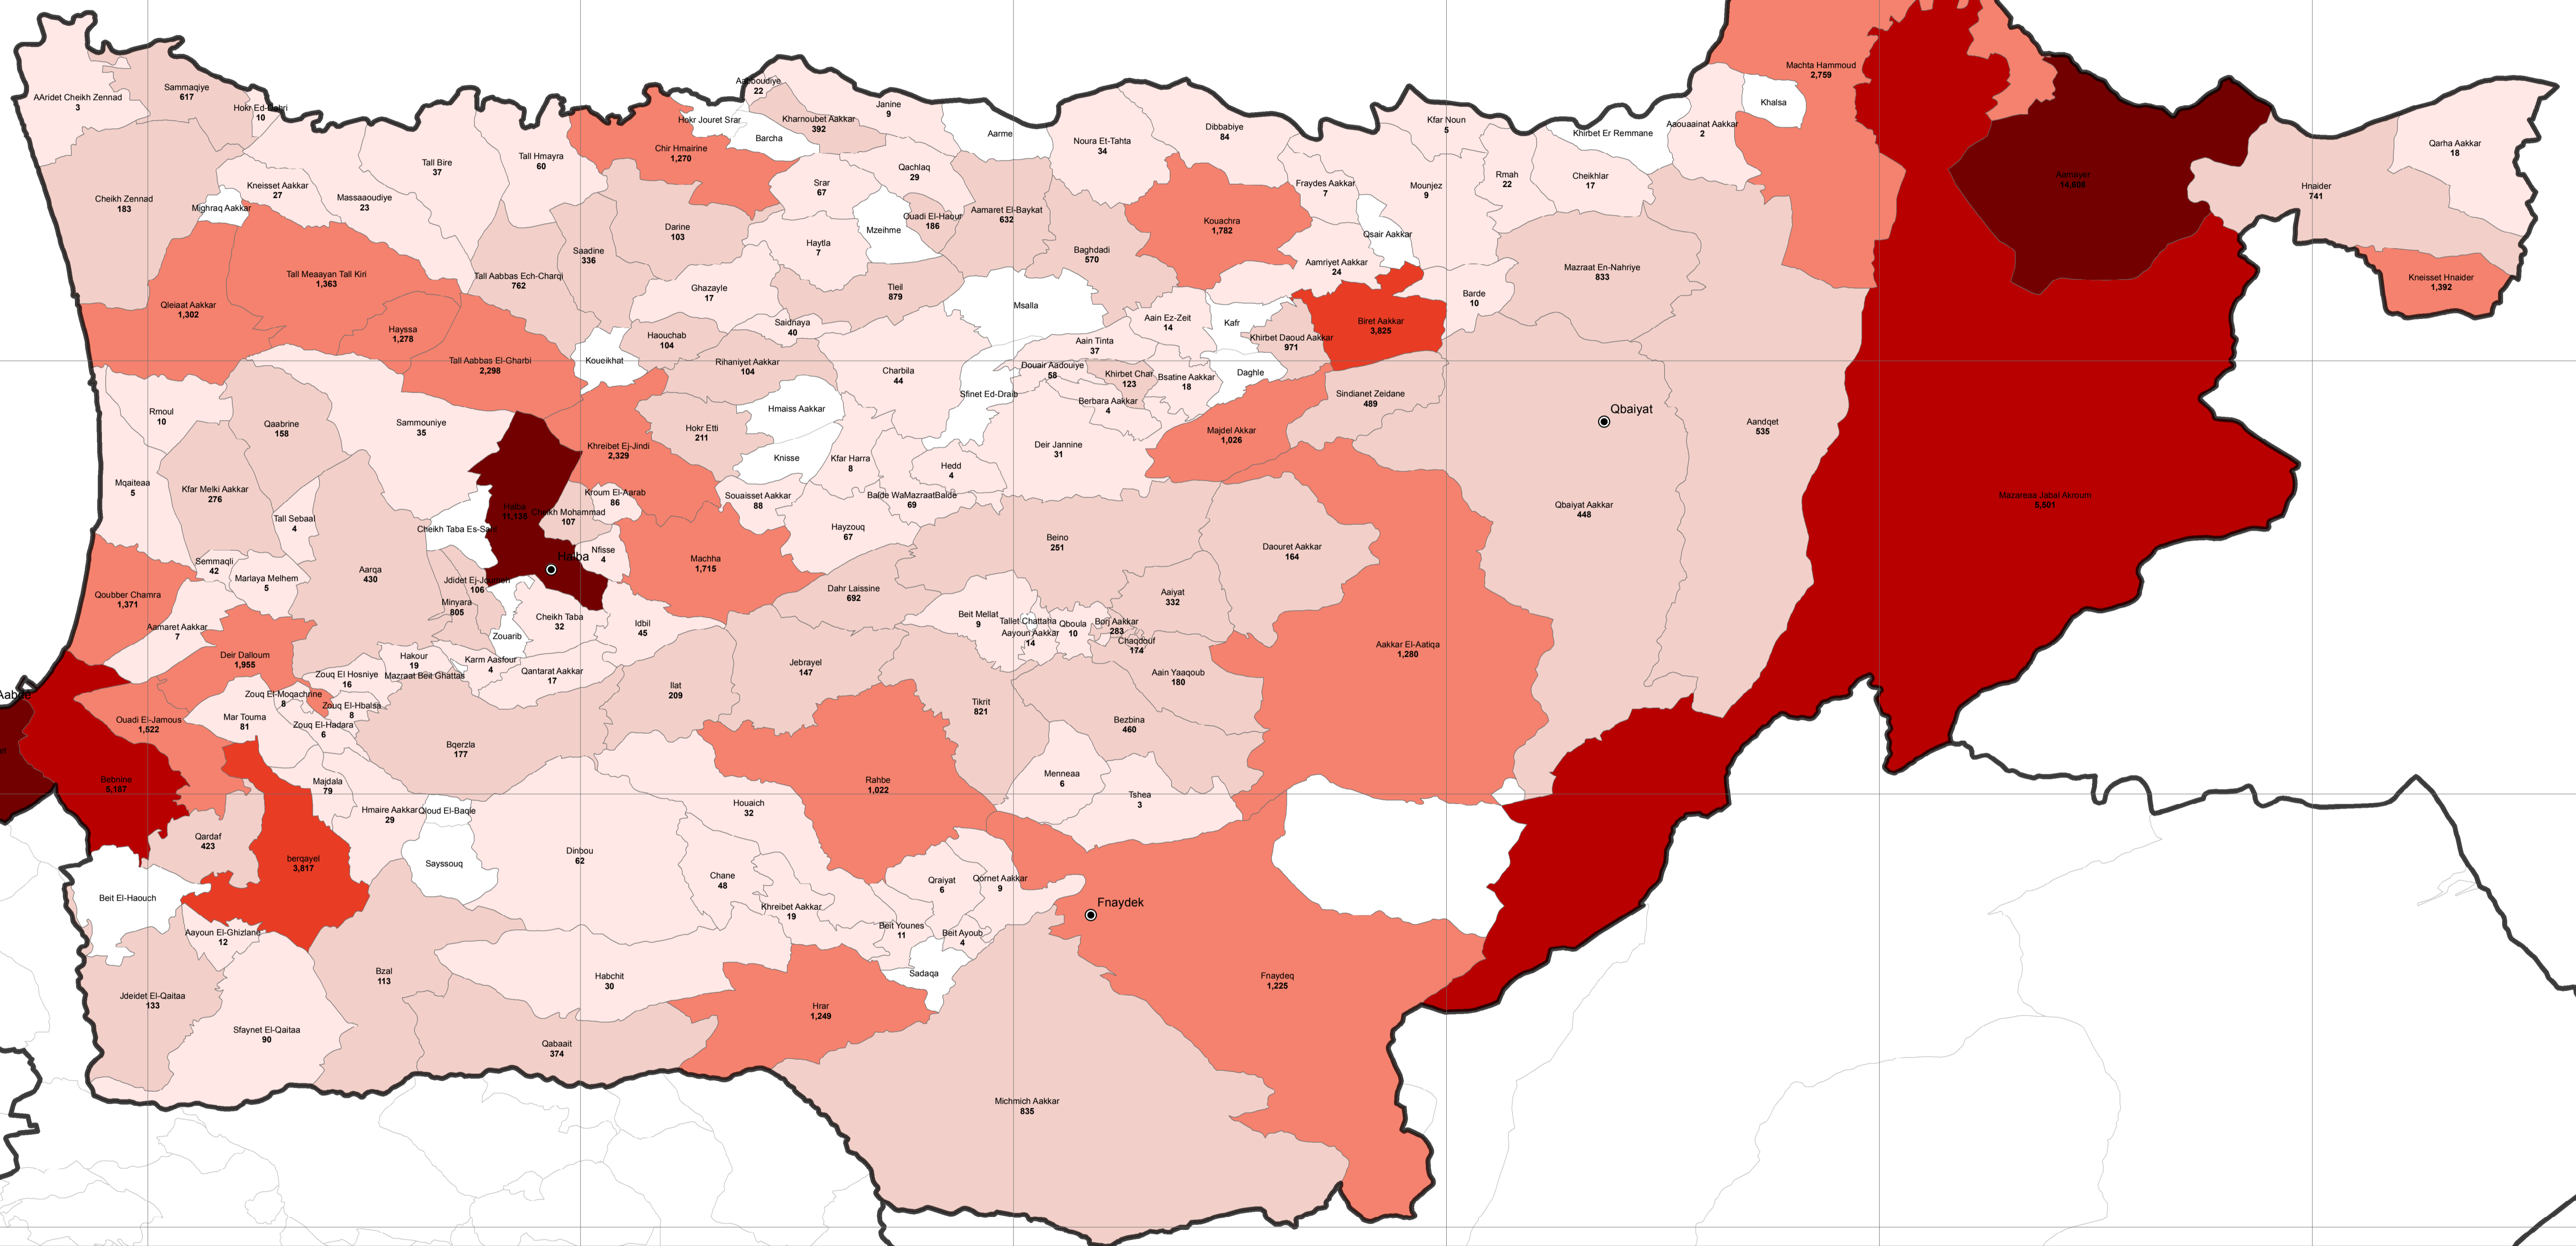 AAridet Cheikh Zennad
3
Sammaqiye
617
Hokr Ed-Dahri
10
Cheikh Zennad
183
Kneisset Aakkar
27
Mighraq Aakkar
Massaaoudiye
23
Tall Bire
37
Tall Hmayra
60
Chir Hmairine
1,270
Hokr Jouret Srar
Aabboudiye
22
Barcha
Kharnoubet Aakkar
392
Janine
9
Aarme
Srar
67
Qachlaq
29
Mzeihme
Ouadi El-Haour
186
Aamaret El-Baykat
632
Noura Et-Tahta
34
Dibbabiye
84
Fraydes Aakkar
7
Kfar Noun
5
Mounjez
9
Rmah
22
Khirbet Er Remmane
Cheikhlar
17
Aaouaainat Aakkar
2
Machta Hammoud
2,759
Khalsa
Aamayer
14,608
Hnaider
741
Qarha Aakkar
18
Kneisset Hnaider
1,392
Qleiaat Aakkar
1,302
Tall Meaayan Tall Kiri
1,363
Hayssa
1,278
Tall Aabbas Ech-Charqi
762
Saadine
336
Darine
103
Haytla
7
Ghazayle
17
Tleil
879
Baghdadi
570
Kouachra
1,782
Qsair Aakkar
Aamriyet Aakkar
24
Barde
10
Mazraat En-Nahriye
833
Msalla
Saidnaya
40
Haouchab
104
Koueikhat
Tall Aabbas El-Gharbi
2,298
Rihaniyet Aakkar
104
Charbila
44
Aain Ez-Zeit
14
Kafr
Khirbet Daoud Aakkar
971
Biret Aakkar
3,825
Aain Tinta
37
Douair Aadouiye
58
Khirbet Char
123
Bsatine Aakkar
18
Daghle
Sfinet Ed-Draib
Berbara Aakkar
4
Sindianet Zeidane
489
Qbaiyat
Aandqet
535
Rmoul
10
Qaabrine
158
Sammouniye
35
Khreibet Ej-Jindi
2,329
Hokr Etti
211
Hmaiss Aakkar
Knisse
Kfar Harra
8
Hedd
4
Deir Jannine
31
Majdel Akkar
1,026
Mqaiteaa
5
Kfar Melki Aakkar
276
Tall Sebaal
4
Cheikh Taba Es-Sahl
Halba
11,136
Kroum El-Aarab
86
Cheikh Mohammad
107
Souaisset Aakkar
88
Balde WaMazraatBalde
69
Hayzouq
67
Qbaiyat Aakkar
448
Mazareaa Jabal Akroum
5,501
Halba
Nfisse
4
Machha
1,715
Beino
251
Daouret Aakkar
164
Semmaqli
42
Marlaya Melhem
5
Aarqa
430
Jdidet Ej-Joumeh
106
Minyara
805
Qoubber Chamra
1,371
Aamaret Aakkar
7
Zouarib
Cheikh Taba
32
Idbil
45
Dahr Laissine
692
Beit Mellat
9
Tallet Chattaha
Aayoun Aakkar
14
Qboula
10
Borj Aakkar
283
Chaqdouf
174
Aaiyat
332
Aakkar El-Aatiqa
1,280
Deir Dalloum
1,955
Hakour
19
Karm Aasfour
4
Zouq El Hosniye
16
Mazraat Beit Ghattas
Qantarat Aakkar
17
Ilat
209
Jebrayel
147
Aain Yaaqoub
180
Zouq El-Moqachrine
8
Zouq El-Hbalsa
8
Zouq El-Hadara
6
Ouadi El-Jamous
1,522
Mar Touma
81
Tikrit
821
Bezbina
460
Bqerzla
177
Bebnine
6,187
Majdala
79
Hmaire Aakkar
29
Qloud El-Baqie
Houaich
32
Rahbe
1,022
Menneaa
6
Tshea
3
Qardaf
423
berqayel
3,817
Sayssouq
Dinbou
62
Chane
48
Khreibet Aakkar
19
Qraiyat
6
Qornet Aakkar
9
Fnaydek
Beit El-Haouch
Aayoun El-Ghizlane
12
Beit Younes
11
Beit Ayoub
4
Sadaqa
Bzal
113
Habchit
30
Fnaydeq
1,225
Jdeidet El-Qaitaa
133
Hrar
1,249
Sfaynet El-Qaitaa
90
Qabaait
374
Michmich Aakkar
835